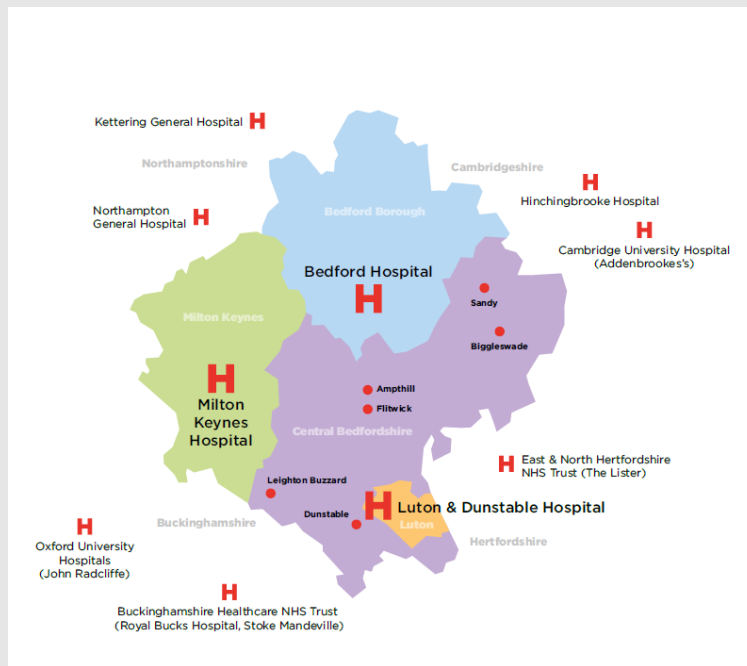 Kettering General Hospital H
Northamptonshire
Cambridgeshire
H
Hinchingbrooke Hospital
Northampton
General Hospital H
Bedford Borough
H
Cambridge University Hospital
(Addenbrookes's)
Bedford Hospital
H
Sandy
Milton Keynes
Biggleswade
H
Milton
Keynes
Hospital
Ampthill
Flitwick
Central Bedfordshire
H East & North Hertfordshire
NHS Trust (The Lister)
Leighton Buzzard
H Luton & Dunstable Hospital
Dunstable
Luton
Buckinghamshire
Hertfordshire
H
Oxford University
Hospitals
(John Radcliffe)
H
Buckinghamshire Healthcare NHS Trust
(Royal Bucks Hospital, Stoke Mandeville)